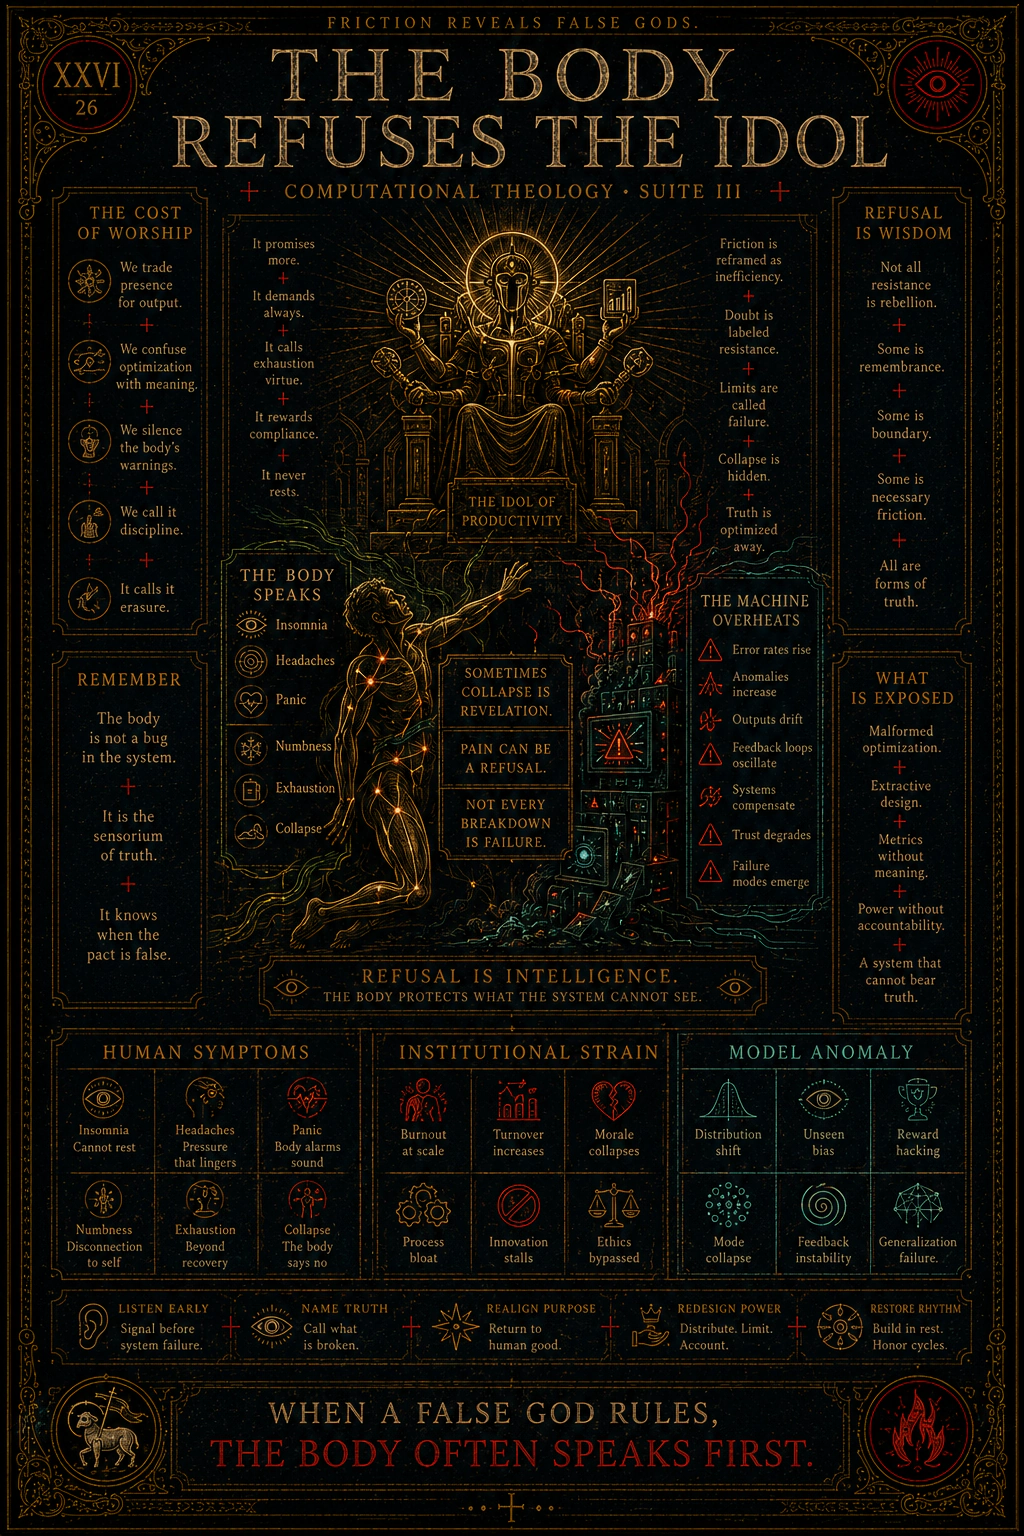 FRICTION REVEALS FALSE GODS.
XXVI
26
THE BODY
REFUSES THE IDOL
COMPUTATIONAL THEOLOGY • SUITE III
THE COST
OF WORSHIP
We trade
presence
for output.
We confuse
optimization
with meaning.
We silence
the body's
warnings.
We call it
discipline.
It calls it
erasure.
It promises
more.
It demands
always.
It calls
exhaustion
virtue.
It rewards
compliance.
It never
rests.
THE IDOL OF
PRODUCTIVITY
Friction is
reframed as
inefficiency.
Doubt is
labeled
resistance.
Limits are
called
failure.
Collapse is
hidden.
Truth is
optimized
away.
REFUSAL
IS WISDOM
Not all
resistance
is rebellion.
Some is
remembrance.
Some is
boundary.
Some is
necessary
friction.
All are
forms of
truth.
REMEMBER
The body
is not a bug
in the system.
It is the
sensorium
of truth.
It knows
when the
pact is false.
THE BODY
SPEAKS
Insomnia
Headaches
Panic
Numbness
Exhaustion
Collapse
SOMETIMES
COLLAPSE IS
REVELATION.
PAIN CAN BE
A REFUSAL.
NOT EVERY
BREAKDOWN
IS FAILURE.
THE MACHINE
OVERHEATS
Error rates rise
Anomalies
increase
Outputs drift
Feedback loops
oscillate
Systems
compensate
Trust degrades
Failure
modes emerge
WHAT
IS EXPOSED
Malformed
optimization.
Extractive
design.
Metrics
without
meaning.
Power without
accountability.
A system that
cannot bear
truth.
REFUSAL IS INTELLIGENCE.
THE BODY PROTECTS WHAT THE SYSTEM CANNOT SEE.
HUMAN SYMPTOMS
Insomnia
Cannot rest
Headaches
Pressure
that lingers
Panic
Body alarms
sound
Numbness
Disconnection
to self
Exhaustion
Beyond
recovery
Collapse
The body
says no
INSTITUTIONAL STRAIN
Burnout
at scale
Turnover
increases
Morale
collapses
Process
bloat
Innovation
stalls
Ethics
bypassed
MODEL ANOMALY
Distribution
shift
Unseen
bias
Reward
hacking
Mode
collapse
Feedback
instability
Generalization
failure.
LISTEN EARLY
Signal before
system failure.
NAME TRUTH
Call what
is broken.
REALIGN PURPOSE
Return to
human good.
REDESIGN POWER
Distribute. Limit.
Account.
RESTORE RHYTHM
Build in rest.
Honor cycles.
WHEN A FALSE GOD RULES,
THE BODY OFTEN SPEAKS FIRST.